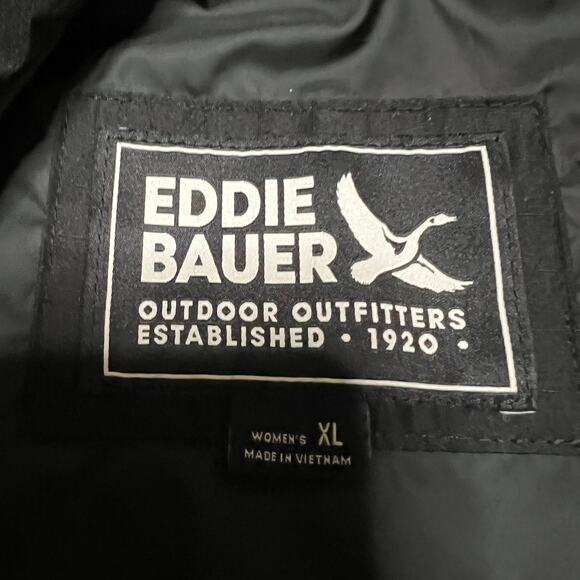 EDDIE
BAUER
OUTDOOR OUTFITTERS
ESTABLISHED • 1920 •
WOMEN'S XL
MADE IN VIETNAM